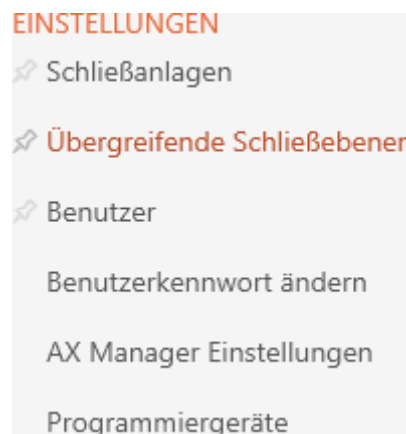 EINSTELLUNGEN
Schließanlagen
Übergreifende Schließebenen
Benutzer
Benutzerkennwort ändern
AX Manager Einstellungen
Programmiergeräte